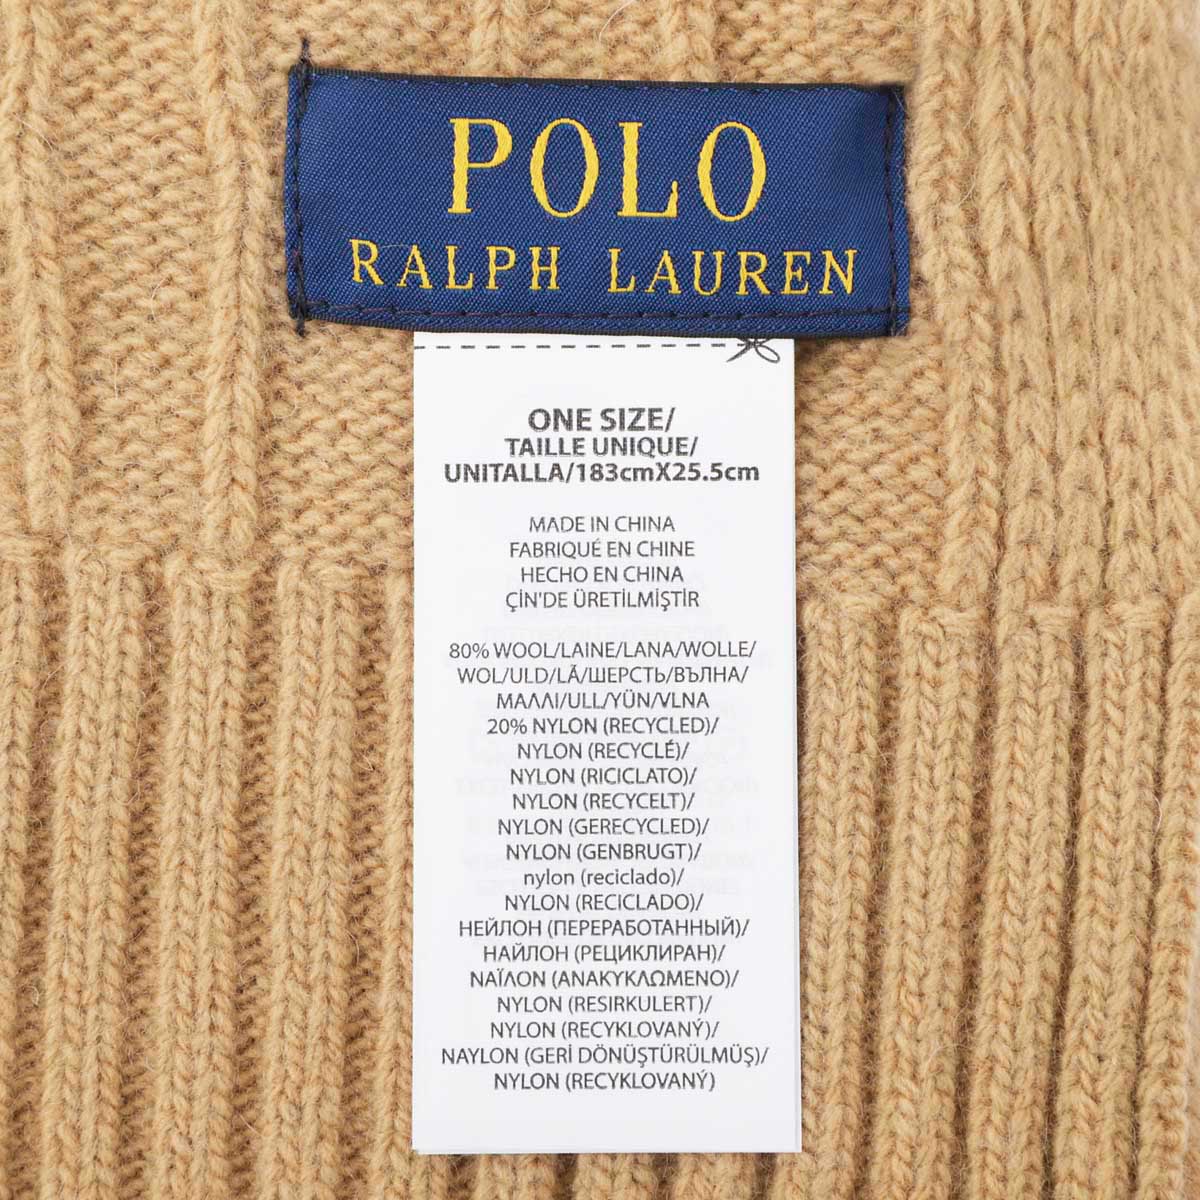 POLO
RALPH LAUREN
ONE SIZE/
TAILLE UNIQUE/
UNITALLA/183cmX25.5cm
MADE IN CHINA
FABRIQUÉ EN CHINE
HECHO EN CHINA
ÇİN'DE ÜRETİLMİŞTİR
80% WOOL/LAINE/LANA/WOLLE/
WOL/ULD/LÃ/ШЕРСТЬ/ВЪЛНА/
ΜΑΛΛΙ/ULL/YÜN/VLNA
20% NYLON (RECYCLED)/
NYLON (RECYCLÉ)/
NYLON (RICICLATO)/
NYLON (RECYCELT)/
NYLON (GERECYCLED)/
NYLON (GENBRUGT)/
nylon (reciclado)/
NYLON (RECICLADO)/
НЕЙЛОН (ПЕРЕРАБОТАННЫЙ)/
НАЙЛОН (РЕЦИКЛИРАН)/
ΝΑΪΛΟΝ (ΑΝΑΚΥΚΛΩΜΕΝΟ)/
NYLON (RESIRKULERT)/
NYLON (RECYKLOVANÝ)/
NAYLON (GERİ DÖNÜŞTÜRÜLMÜŞ)/
NYLON (RECYKLOVANÝ)